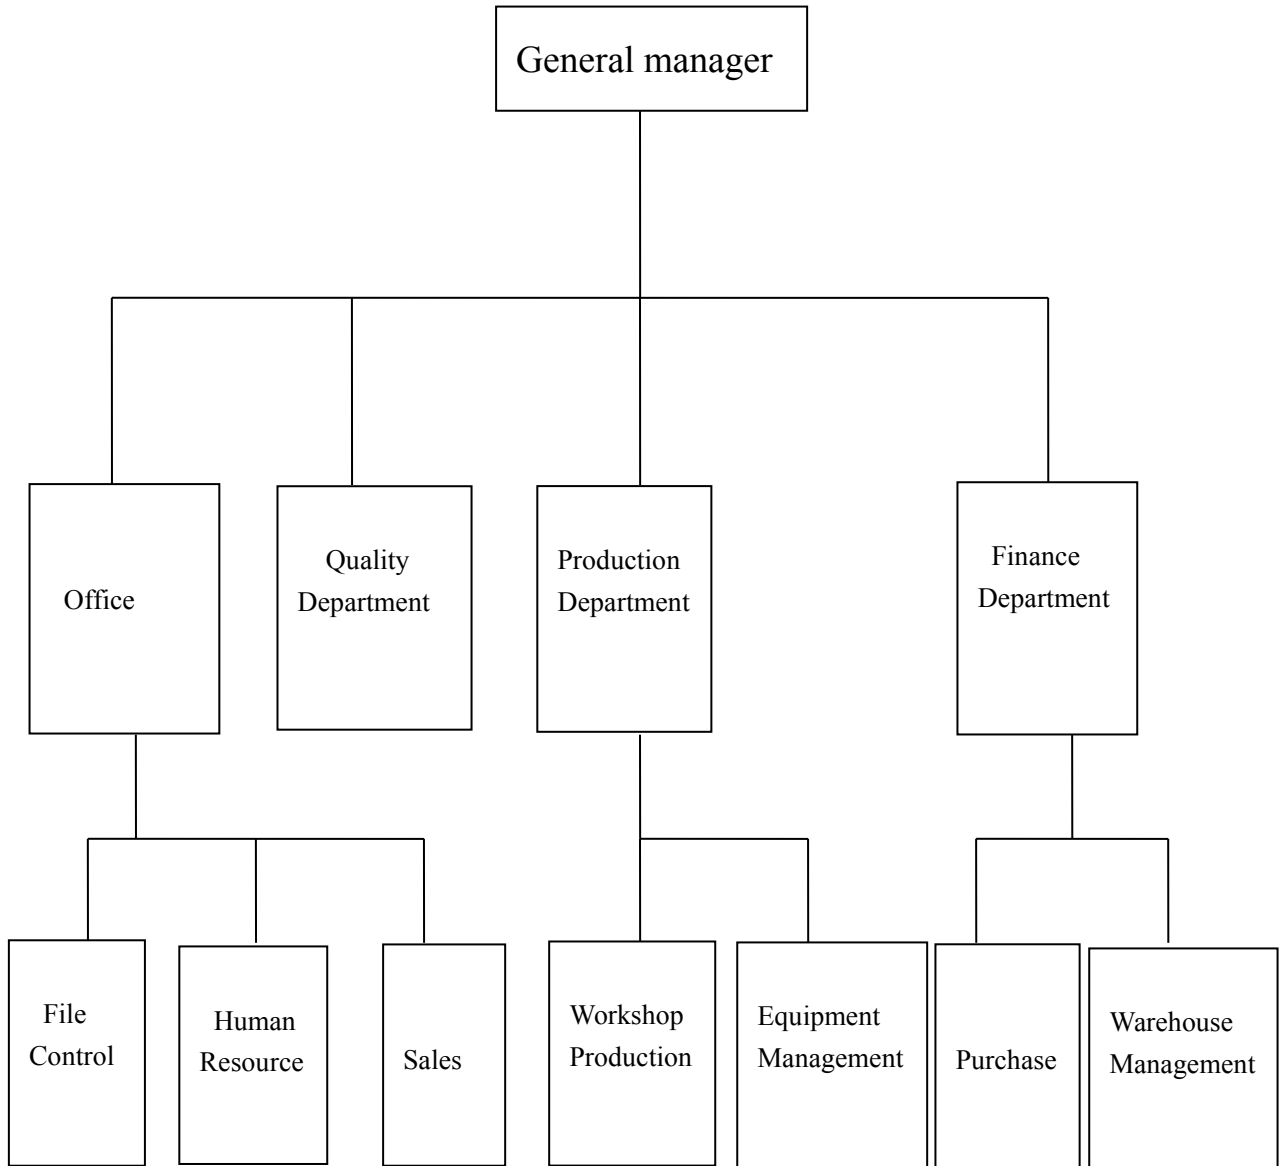 General manager
Office
Quality
Department
Production
Department
Finance
Department
File
Control
Human
Resource
Sales
Workshop
Production
Equipment
Management
Purchase
Warehouse
Management